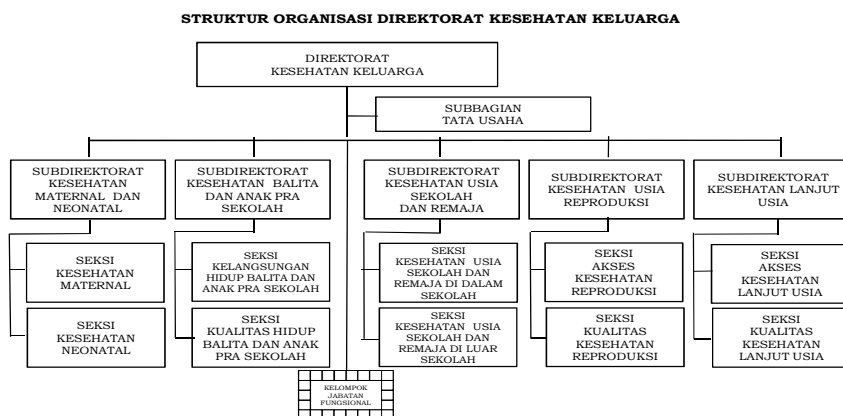 STRUKTUR ORGANISASI DIREKTORAT KESEHATAN KELUARGA
DIREKTORAT
KESEHATAN KELUARGA
SUBBAGIAN
TATA USAHA
SUBDIREKTORAT
KESEHATAN
MATERNAL DAN
NEONATAL
SUBDIREKTORAT
KESEHATAN BALITA
DAN ANAK PRA
SEKOLAH
SUBDIREKTORAT
KESEHATAN USIA
SEKOLAH
DAN REMAJA
SUBDIREKTORAT
KESEHATAN USIA
REPRODUKSI
SUBDIREKTORAT
KESEHATAN LANJUT
USIA
SEKSI
KESEHATAN
MATERNAL
SEKSI
KELANGSUNGAN
HIDUP BALITA DAN
ANAK PRA SEKOLAH
SEKSI
KESEHATAN USIA
SEKOLAH DAN
REMAJA DI DALAM
SEKOLAH
SEKSI
AKSES
KESEHATAN
REPRODUKSI
SEKSI
AKSES
KESEHATAN
LANJUT USIA
SEKSI
KESEHATAN
NEONATAL
SEKSI
KUALITAS HIDUP
BALITA DAN ANAK
PRA SEKOLAH
SEKSI
KESEHATAN USIA
SEKOLAH DAN
REMAJA DI LUAR
SEKOLAH
SEKSI
KUALITAS
KESEHATAN
REPRODUKSI
SEKSI
KUALITAS
KESEHATAN
LANJUT USIA
KELOMPOK
JABATAN
FUNGSIONAL